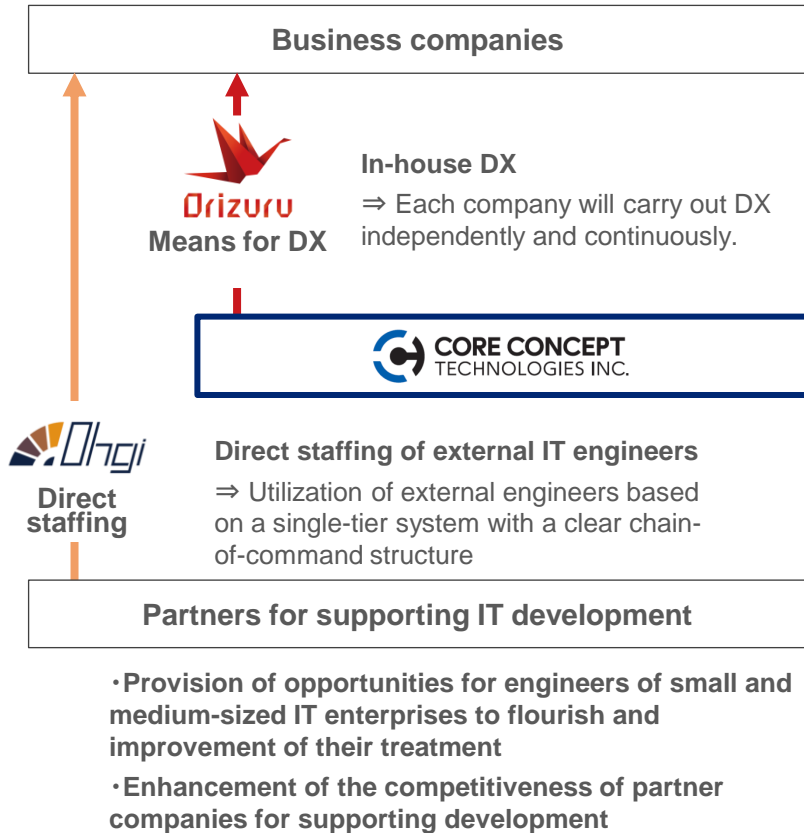 Business companies
Orizuru
Means for DX
In-house DX
⇒ Each company will carry out DX
independently and continuously.
CORE CONCEPT
TECHNOLOGIES INC.
Ohgi
Direct
staffing
Direct staffing of external IT engineers
⇒ Utilization of external engineers based
on a single-tier system with a clear chain-
of-command structure
Partners for supporting IT development
・Provision of opportunities for engineers of small and
medium-sized IT enterprises to flourish and
improvement of their treatment
・Enhancement of the competitiveness of partner
companies for supporting development